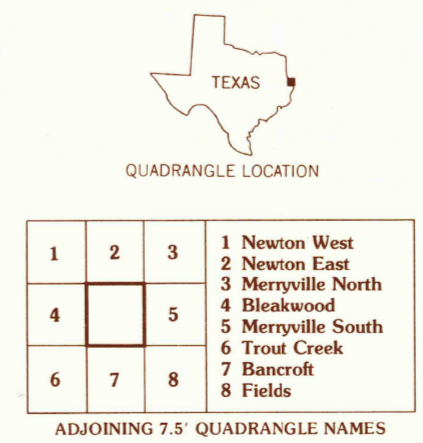 TEXAS
QUADRANGLE LOCATION
1 2 3
4 5
6 7 8
1 Newton West
2 Newton East
3 Merryville North
4 Bleakwood
5 Merryville South
6 Trout Creek
7 Bancroft
8 Fields
ADJOINING 7.5′ QUADRANGLE NAMES